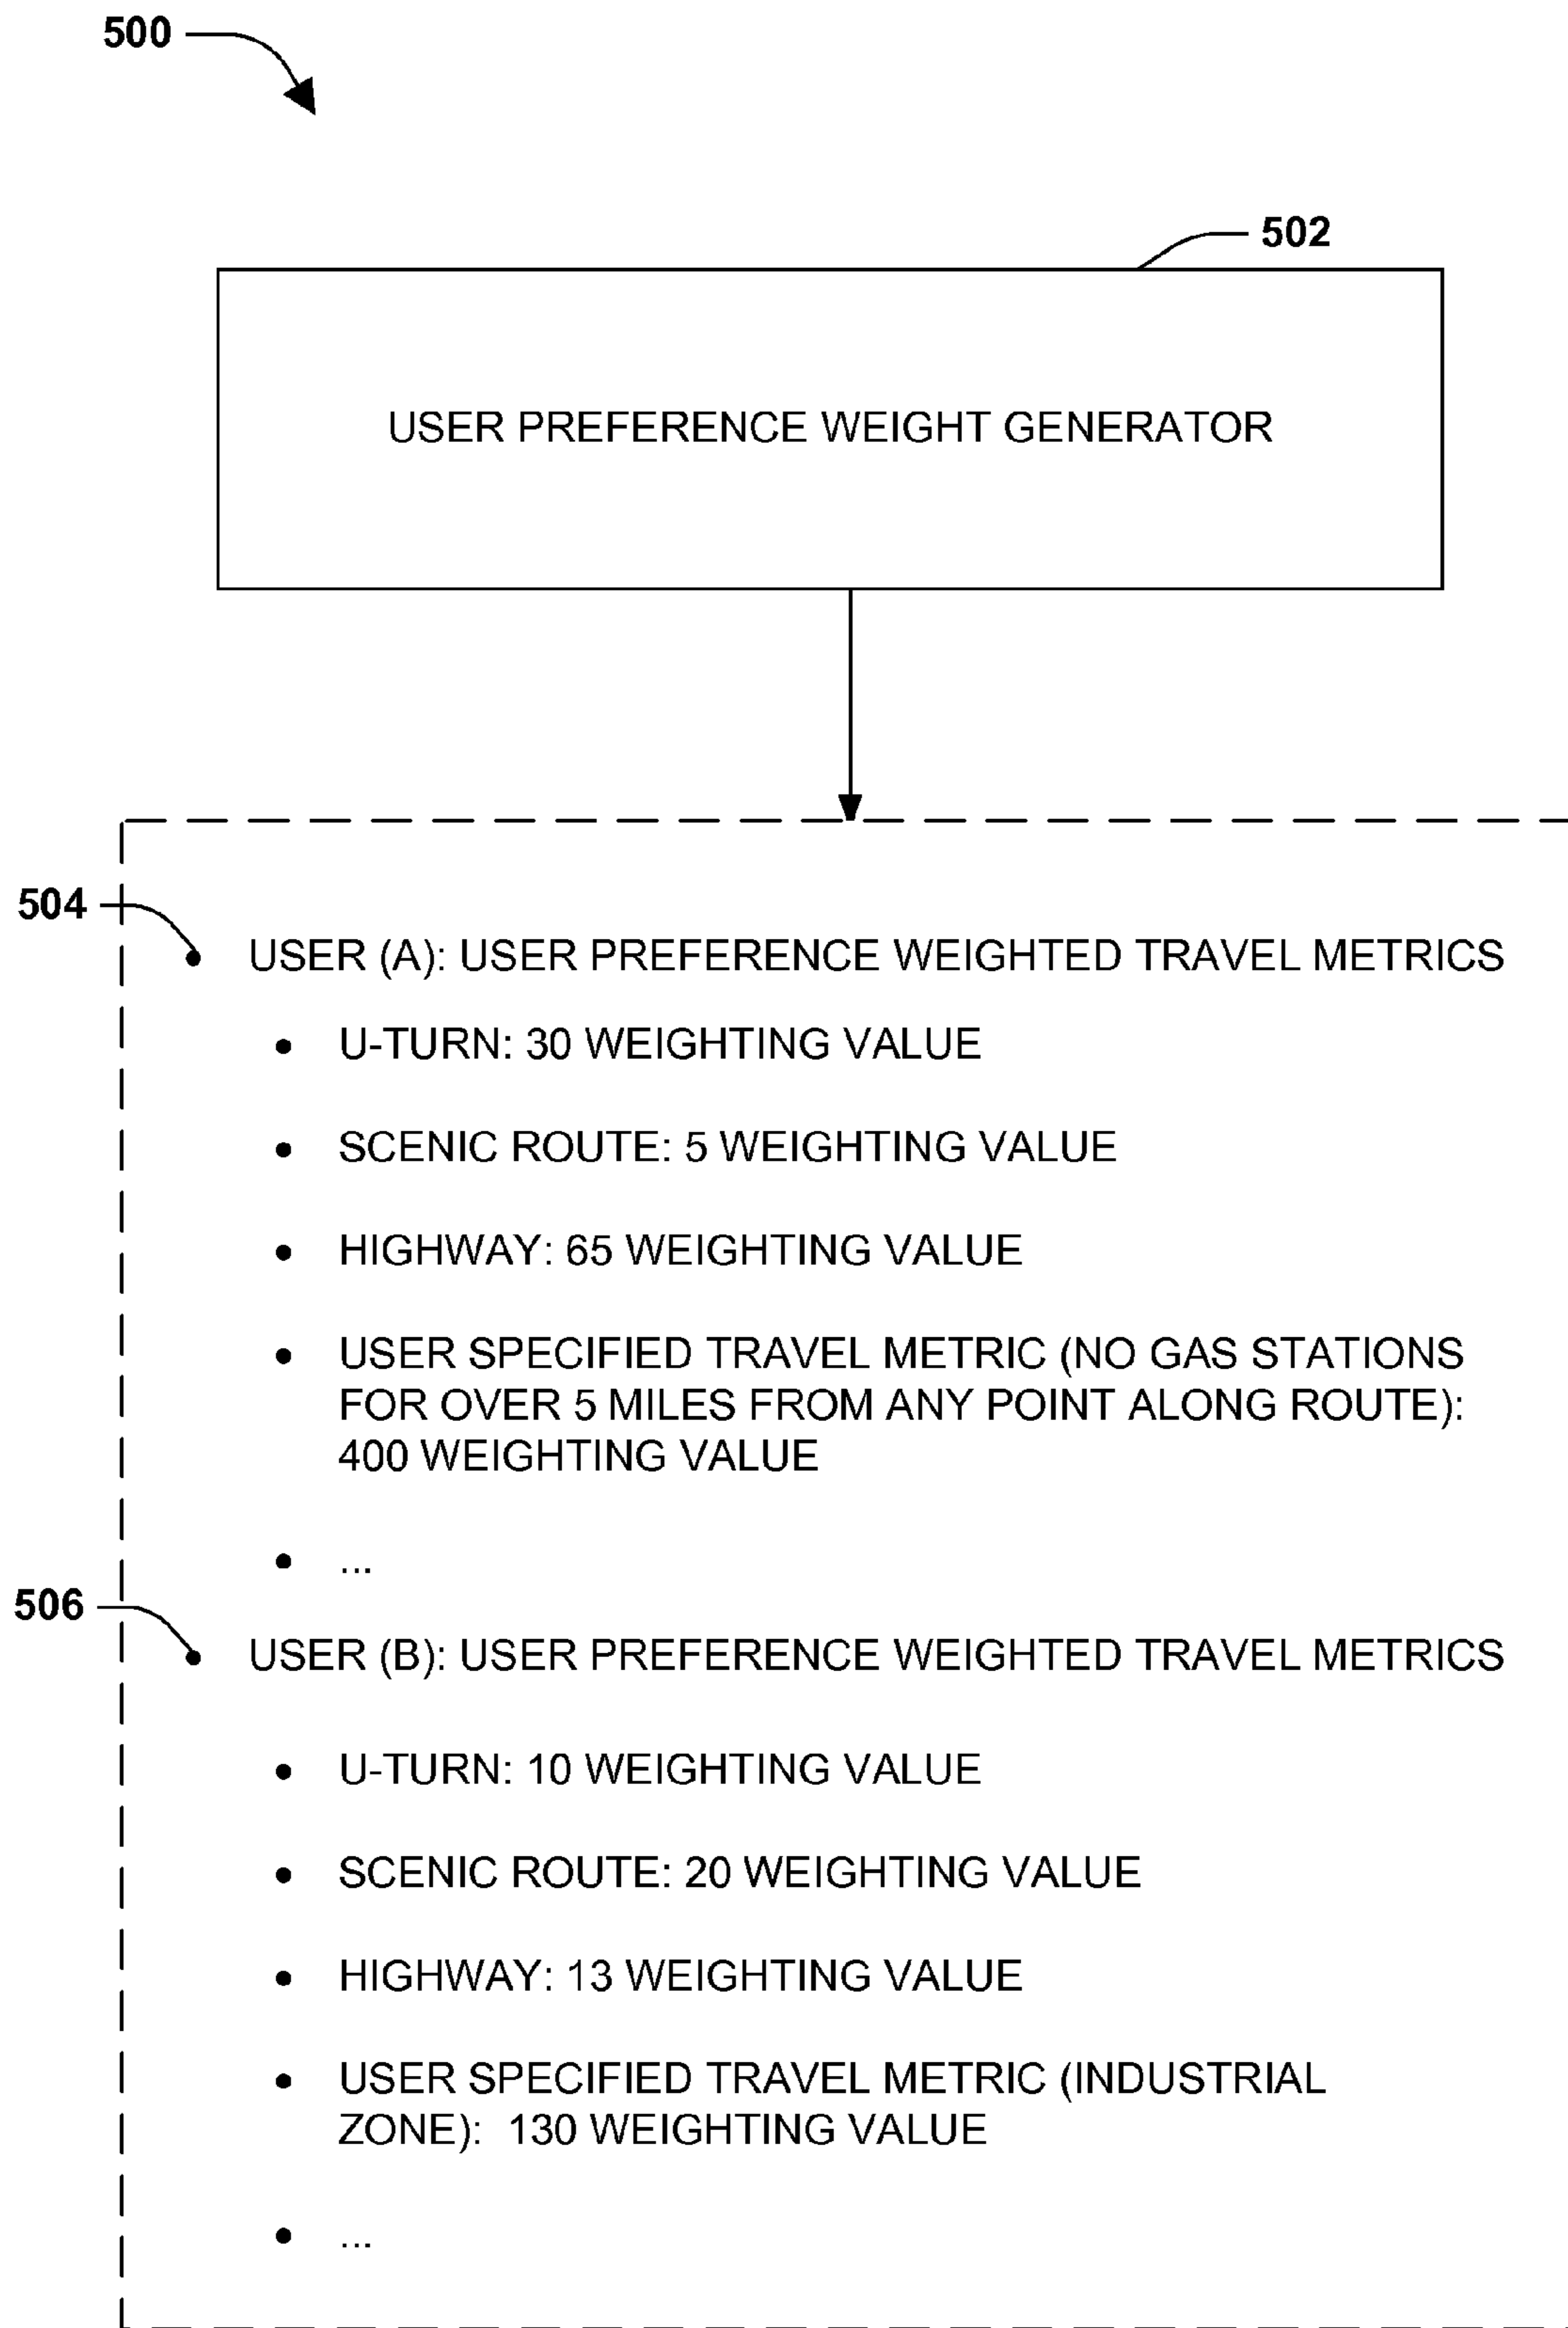 500
502
USER PREFERENCE WEIGHT GENERATOR
504
USER (A): USER PREFERENCE WEIGHTED TRAVEL METRICS
• U-TURN: 30 WEIGHTING VALUE
• SCENIC ROUTE: 5 WEIGHTING VALUE
• HIGHWAY: 65 WEIGHTING VALUE
• USER SPECIFIED TRAVEL METRIC (NO GAS STATIONS
FOR OVER 5 MILES FROM ANY POINT ALONG ROUTE):
400 WEIGHTING VALUE
• ...
506
USER (B): USER PREFERENCE WEIGHTED TRAVEL METRICS
• U-TURN: 10 WEIGHTING VALUE
• SCENIC ROUTE: 20 WEIGHTING VALUE
• HIGHWAY: 13 WEIGHTING VALUE
• USER SPECIFIED TRAVEL METRIC (INDUSTRIAL
ZONE): 130 WEIGHTING VALUE
• ...